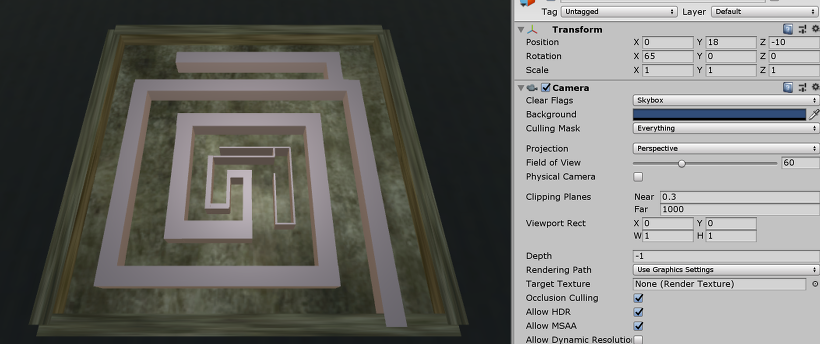 Tag Untagged Layer Default
Transform
Position X 0 Y 18 Z -10
Rotation X 65 Y 0 Z 0
Scale X 1 Y 1 Z 1
Camera
Clear Flags Skybox
Background
Culling Mask Everything
Projection Perspective
Field of View 60
Physical Camera
Clipping Planes Near 0.3
Far 1000
Viewport Rect X 0 Y 0
W 1 H 1
Depth -1
Rendering Path Use Graphics Settings
Target Texture None (Render Texture)
Occlusion Culling
Allow HDR
Allow MSAA
Allow Dynamic Resolutio